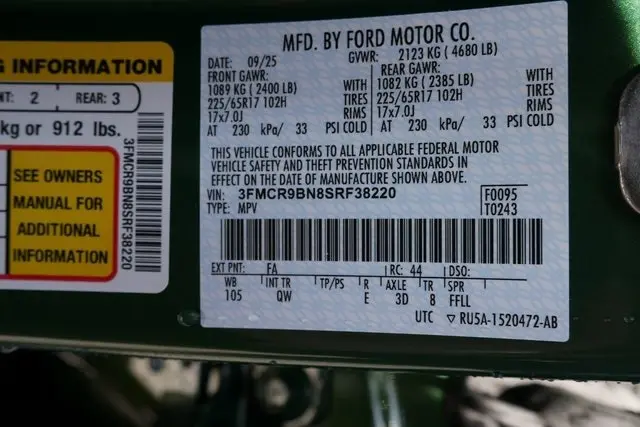 G INFORMATION
NT: 2 REAR: 3
kg or 912 lbs.
SEE OWNERS
MANUAL FOR
ADDITIONAL
INFORMATION
3FMCR9BN8SRF38220
MFD. BY FORD MOTOR CO.
DATE: 09/25 GVWR: 2123 KG ( 4680 LB)
FRONT GAWR: REAR GAWR:
1089 KG ( 2400 LB) WITH 1082 KG ( 2385 LB) WITH
225/65R17 102H TIRES 225/65R17 102H TIRES
17x7.0J RIMS 17x7.0J RIMS
AT 230 kPa/ 33 PSI COLD AT 230 kPa/ 33 PSI COLD
THIS VEHICLE CONFORMS TO ALL APPLICABLE FEDERAL MOTOR
VEHICLE SAFETY AND THEFT PREVENTION STANDARDS IN
EFFECT ON THE DATE OF MANUFACTURE SHOWN ABOVE.
VIN: 3FMCR9BN8SRF38220 F0095
TYPE: MPV T0243
EXT PNT: FA RC: 44 DSO:
WB INT TR TP/PS R AXLE TR SPR
105 QW E 3D 8 FFLL
UTC ▽ RU5A-1520472-AB